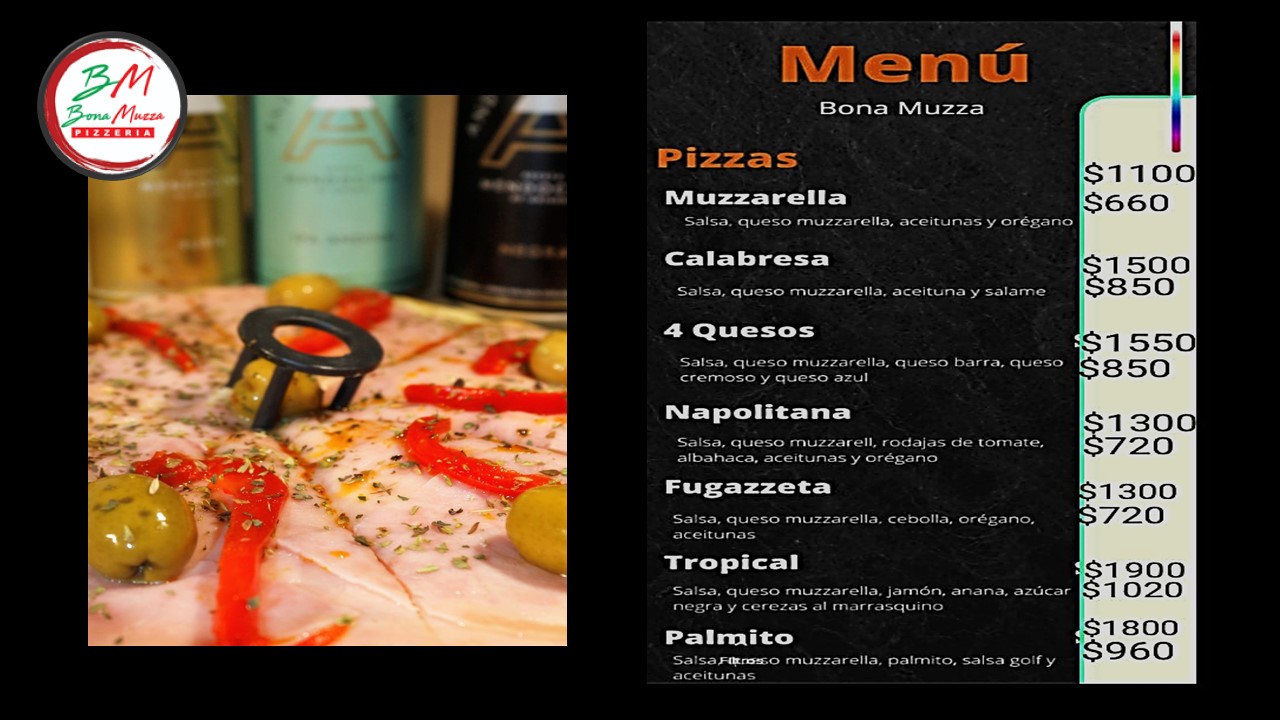 BM
Bona Muzza
PIZZERIA
Menú
Bona Muzza
Pizzas
$1100
Muzzarella
$660
Salsa, queso muzzarella, aceitunas y orégano
Calabresa
$1500
$850
Salsa, queso muzzarella, aceituna y salame
4 Quesos
$1550
Salsa, queso muzzarella, queso barra, queso
$850
cremoso y queso azul
Napolitana
$1300
Salsa, queso muzzarell, rodajas de tomate,
$720
albahaca, aceitunas y orégano
Fugazzeta
$1300
Salsa, queso muzzarella, cebolla, orégano,
$720
aceitunas
Tropical
$1900
Salsa, queso muzzarella, jamón, anana, azúcar
$1020
negra y cerezas al marrasquino
Palmito
$1800
muzzarella, palmito, salsa golf y
$960
aceitunas